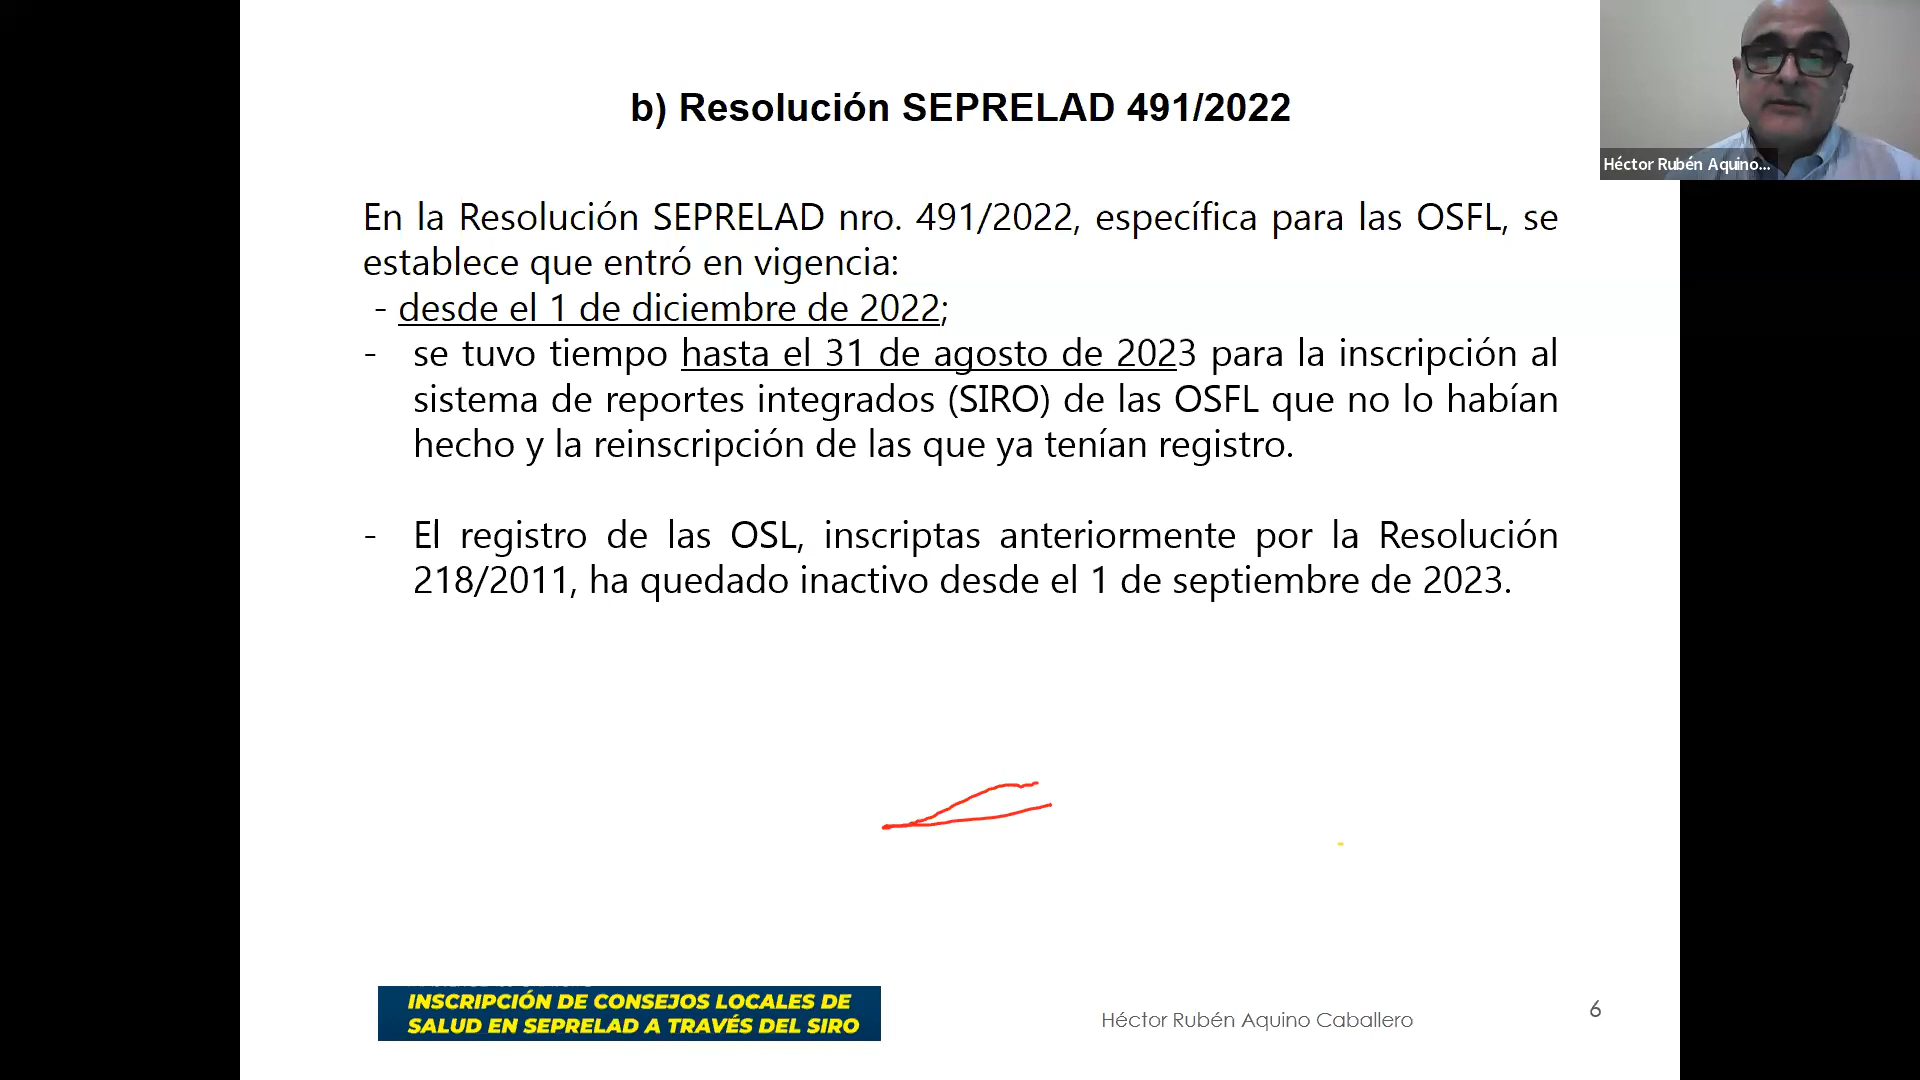 b) Resolución SEPRELAD 491/2022
Héctor Rubén Aquino...
En la Resolución SEPRELAD nro. 491/2022, específica para las OSFL, se
establece que entró en vigencia:
- desde el 1 de diciembre de 2022;
- se tuvo tiempo hasta el 31 de agosto de 2023 para la inscripción al
sistema de reportes integrados (SIRO) de las OSFL que no lo habían
hecho y la reinscripción de las que ya tenían registro.
- El registro de las OSL, inscriptas anteriormente por la Resolución
218/2011, ha quedado inactivo desde el 1 de septiembre de 2023.
INSCRIPCIÓN DE CONSEJOS LOCALES DE
SALUD EN SEPRELAD A TRAVÉS DEL SIRO
Héctor Rubén Aquino Caballero
6